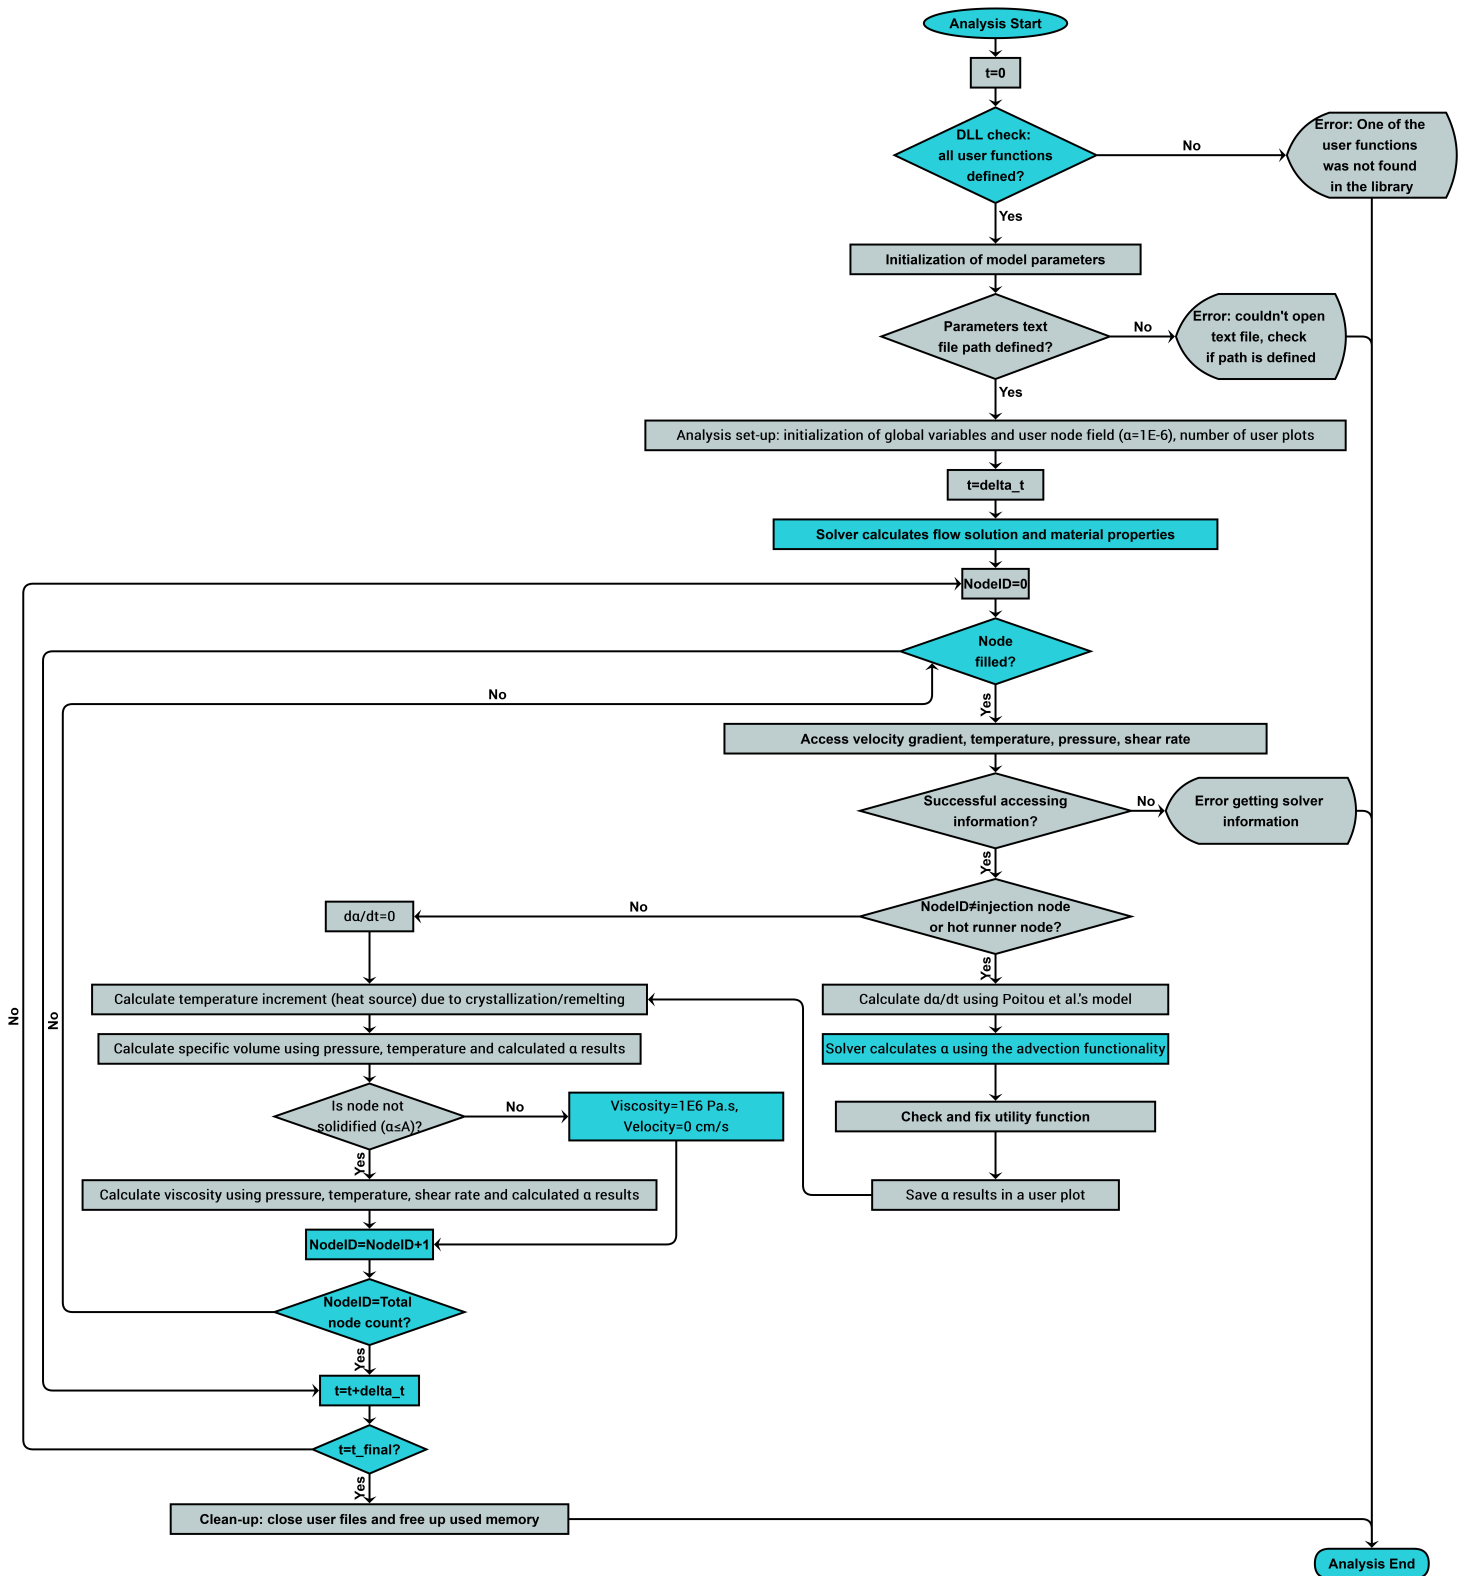 Analysis Start
t=0
DLL check:
all user functions
defined?
No
Error: One of the
user functions
was not found
in the library
Yes
Initialization of model parameters
Parameters text
file path defined?
No
Error: couldn't open
text file, check
if path is defined
Yes
Analysis set-up: initialization of global variables and user node field (α=1E-6), number of user plots
t=delta_t
Solver calculates flow solution and material properties
NodeID=0
Node
filled?
No
Yes
Access velocity gradient, temperature, pressure, shear rate
Successful accessing
information?
No
Error getting solver
information
Yes
NodeID≠injection node
or hot runner node?
No
dα/dt=0
Yes
Calculate temperature increment (heat source) due to crystallization/remelting
Calculate dα/dt using Poitou et al.'s model
No
No
Calculate specific volume using pressure, temperature and calculated α results
Solver calculates α using the advection functionality
Is node not
solidified (α≤A)?
No
Viscosity=1E6 Pa.s,
Velocity=0 cm/s
Check and fix utility function
Yes
Calculate viscosity using pressure, temperature, shear rate and calculated α results
Save α results in a user plot
NodeID=NodeID+1
NodeID=Total
node count?
Yes
t=t+delta_t
t=t_final?
Yes
Clean-up: close user files and free up used memory
Analysis End